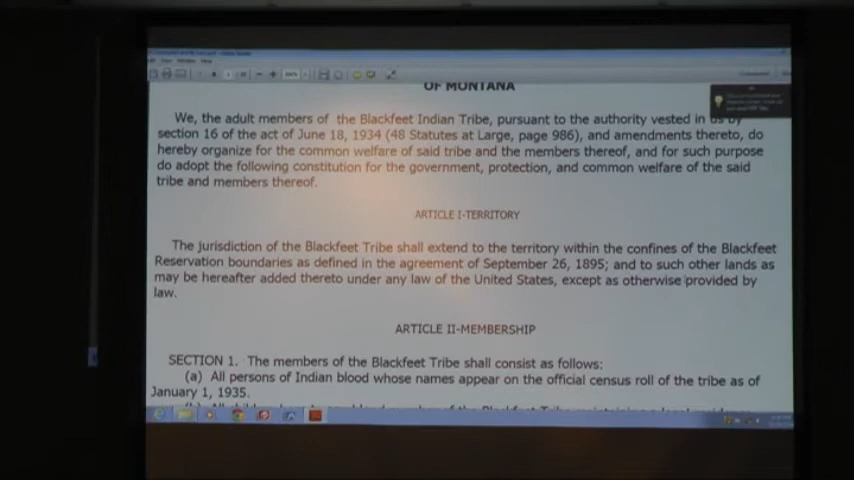 OF MONTANA
We, the adult members of the Blackfeet Indian Tribe, pursuant to the authority vested in us by
section 16 of the act of June 18, 1934 (48 Statutes at Large, page 986), and amendments thereto, do
hereby organize for the common welfare of said tribe and the members thereof, and for such purpose
do adopt the following constitution for the government, protection, and common welfare of the said
tribe and members thereof.
ARTICLE I-TERRITORY
The jurisdiction of the Blackfeet Tribe shall extend to the territory within the confines of the Blackfeet
Reservation boundaries as defined in the agreement of September 26, 1895; and to such other lands as
may be hereafter added thereto under any law of the United States, except as otherwise provided by
law.
ARTICLE II-MEMBERSHIP
SECTION 1. The members of the Blackfeet Tribe shall consist as follows:
(a) All persons of Indian blood whose names appear on the official census roll of the tribe as of
January 1, 1935.